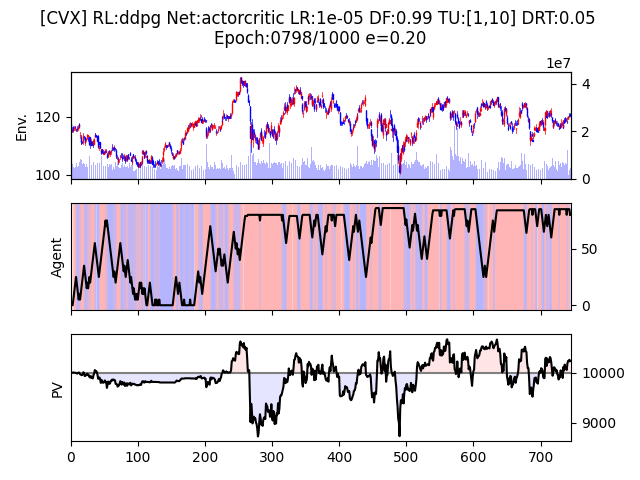 [CVX] RL:ddpg Net:actorcritic LR:1e-05 DF:0.99 TU:[1,10] DRT:0.05
Epoch:0798/1000 e=0.20
1e7
Env.
120
100
4
2
0
Agent
50
0
PV
10000
9000
0 100 200 300 400 500 600 700